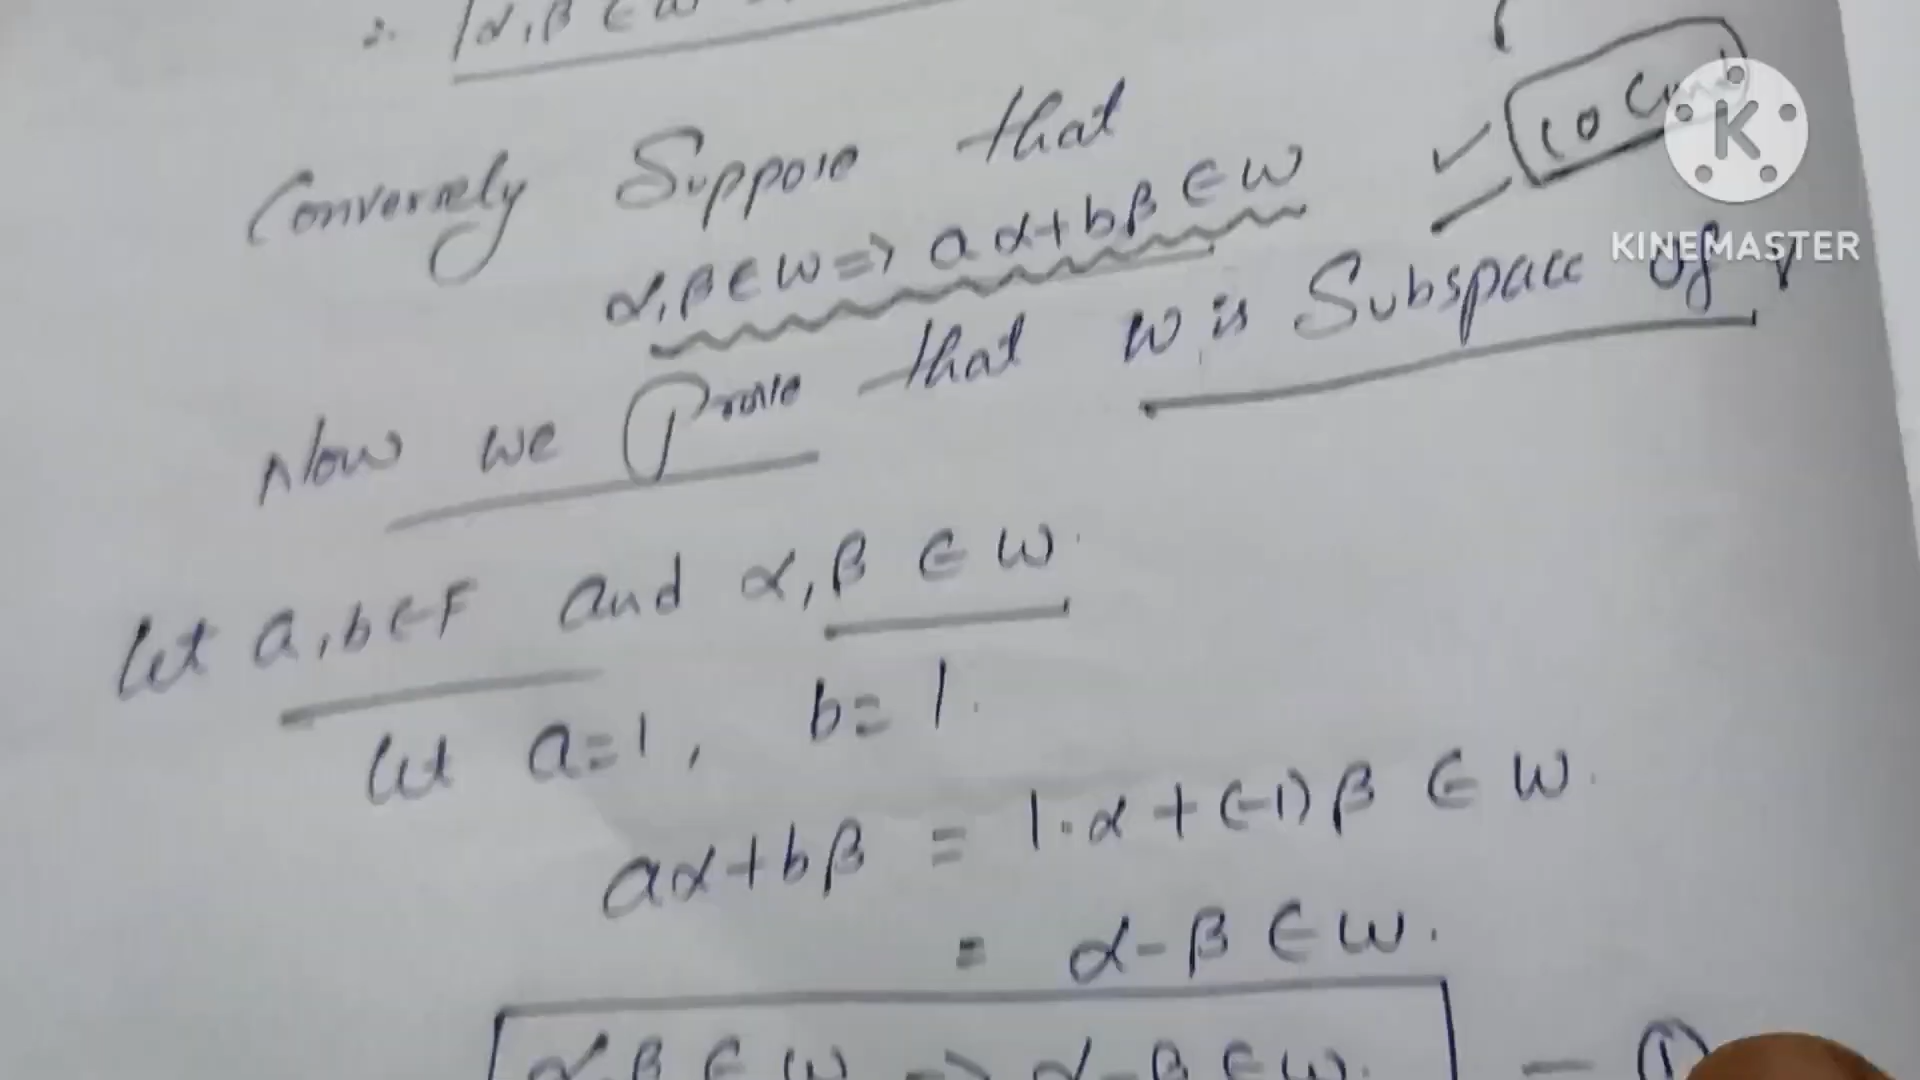 ∴ α, β ∈ W
Conversely Suppose that
α, β ∈ W => aα+bβ ∈ W
Now we Prove that W is Subspace of V
let a, b ∈ F and α, β ∈ W.
let a=1, b=1.
aα+bβ = 1·α+(-1)β ∈ W.
= α-β ∈ W.
α, β ∈ W => α-β ∈ W. — ①
K
KINEMASTER